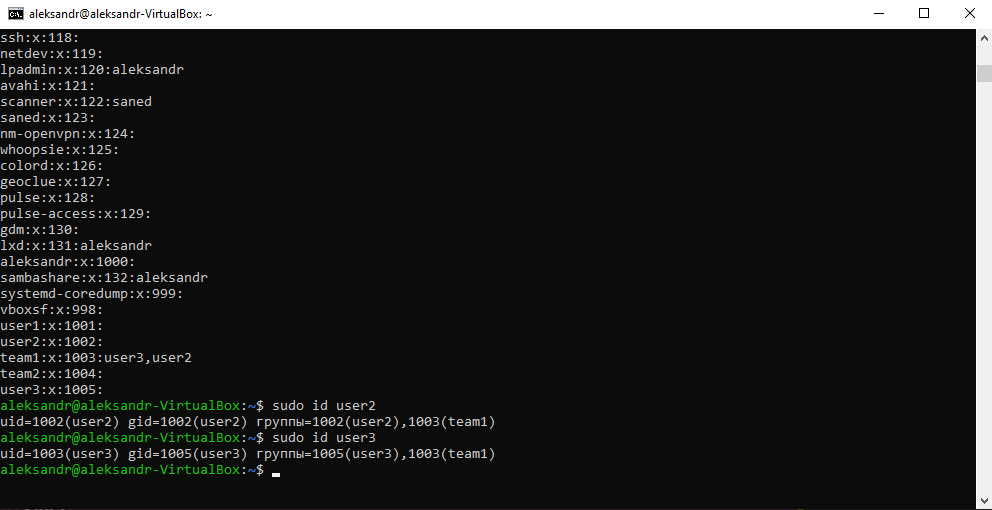 aleksandr@aleksandr-VirtualBox: ~
ssh:x:118:
netdev:x:119:
lpadmin:x:120:aleksandr
avahi:x:121:
scanner:x:122:saned
saned:x:123:
nm-openvpn:x:124:
whoopsie:x:125:
colord:x:126:
geoclue:x:127:
pulse:x:128:
pulse-access:x:129:
gdm:x:130:
lxd:x:131:aleksandr
aleksandr:x:1000:
sambashare:x:132:aleksandr
systemd-coredump:x:999:
vboxsf:x:998:
user1:x:1001:
user2:x:1002:
team1:x:1003:user3,user2
team2:x:1004:
user3:x:1005:
aleksandr@aleksandr-VirtualBox:~$ sudo id user2
uid=1002(user2) gid=1002(user2) группы=1002(user2),1003(team1)
aleksandr@aleksandr-VirtualBox:~$ sudo id user3
uid=1003(user3) gid=1005(user3) группы=1005(user3),1003(team1)
aleksandr@aleksandr-VirtualBox:~$